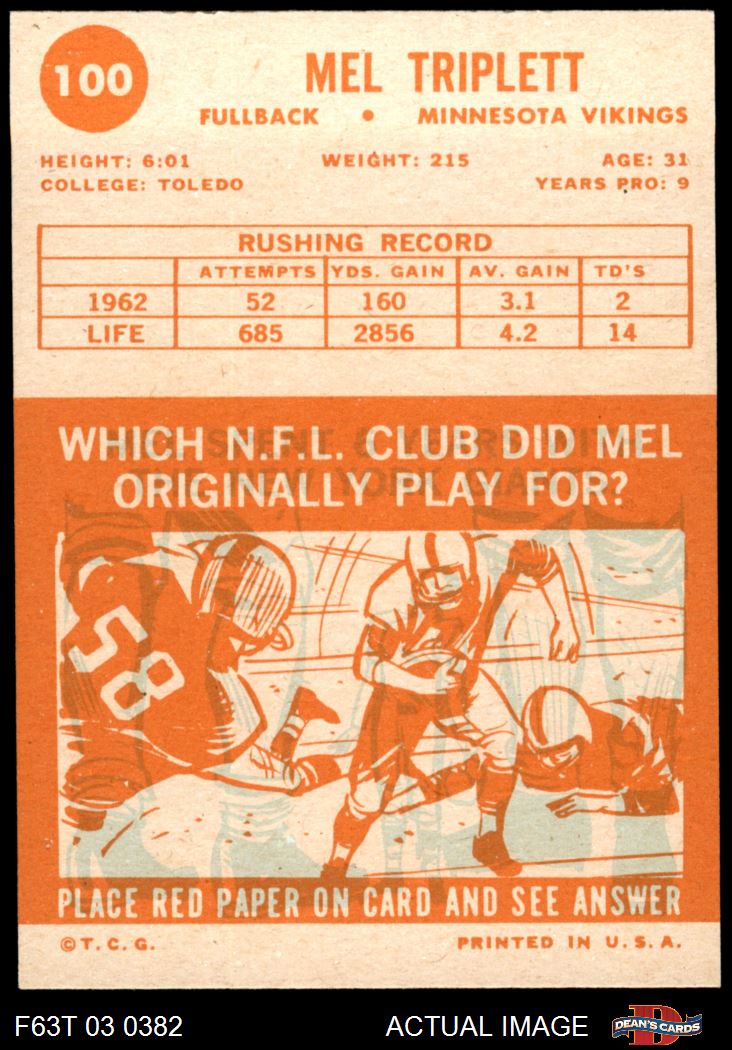 100
MEL TRIPLETT
FULLBACK • MINNESOTA VIKINGS
HEIGHT: 6:01 WEIGHT: 215 AGE: 31
COLLEGE: TOLEDO YEARS PRO: 9
RUSHING RECORD
ATTEMPTS YDS. GAIN AV. GAIN TD'S
1962 52 160 3.1 2
LIFE 685 2856 4.2 14
WHICH N.F.L. CLUB DID MEL
ORIGINALLY PLAY FOR?
58
PLACE RED PAPER ON CARD AND SEE ANSWER
©T.C.G. PRINTED IN U.S.A.
F63T 03 0382 ACTUAL IMAGE DEAN'S CARDS